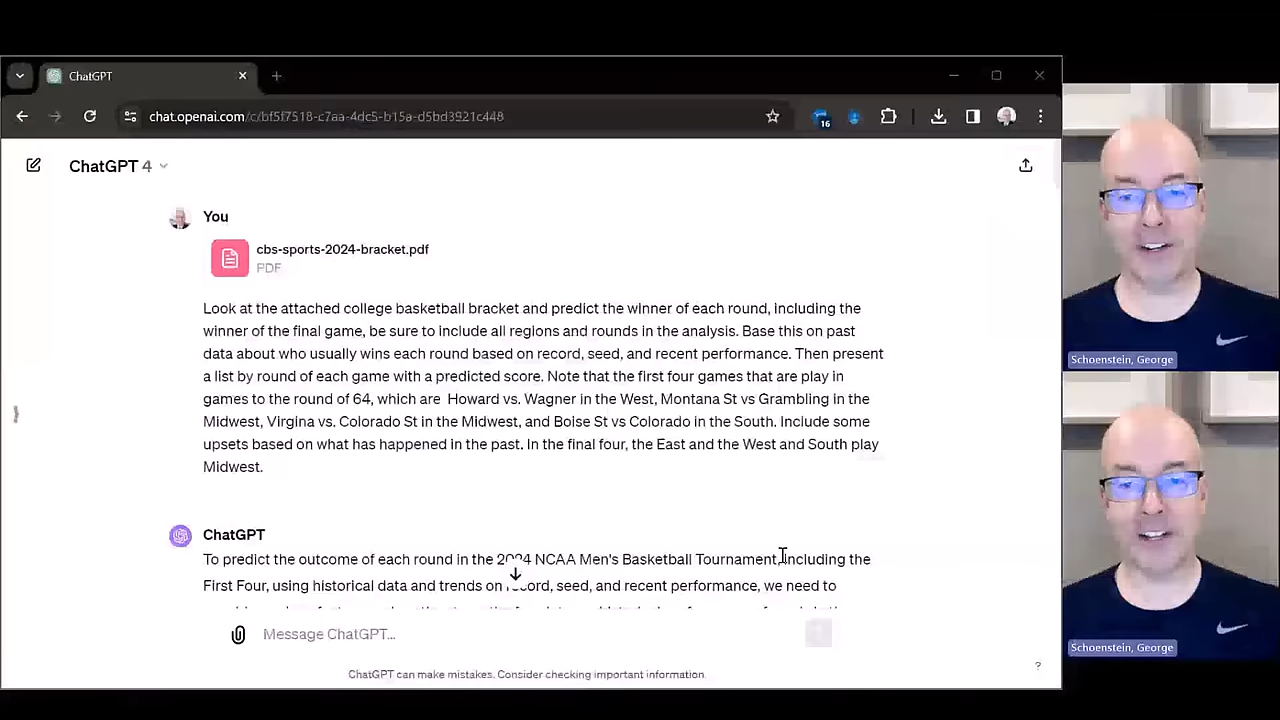 ChatGPT
chat.openai.com/c/bf5f7518-c7aa-4dc5-b15a-d5bd3921c448
16
ChatGPT 4
You
cbs-sports-2024-bracket.pdf
PDF
Look at the attached college basketball bracket and predict the winner of each round, including the
winner of the final game, be sure to include all regions and rounds in the analysis. Base this on past
data about who usually wins each round based on record, seed, and recent performance. Then present
a list by round of each game with a predicted score. Note that the first four games that are play in
games to the round of 64, which are Howard vs. Wagner in the West, Montana St vs Grambling in the
Midwest, Virgina vs. Colorado St in the Midwest, and Boise St vs Colorado in the South. Include some
upsets based on what has happened in the past. In the final four, the East and the West and South play
Midwest.
ChatGPT
To predict the outcome of each round in the 2024 NCAA Men's Basketball Tournament, including the
First Four, using historical data and trends on record, seed, and recent performance, we need to
Message ChatGPT...
ChatGPT can make mistakes. Consider checking important information.
?
Schoenstein, George
Schoenstein, George